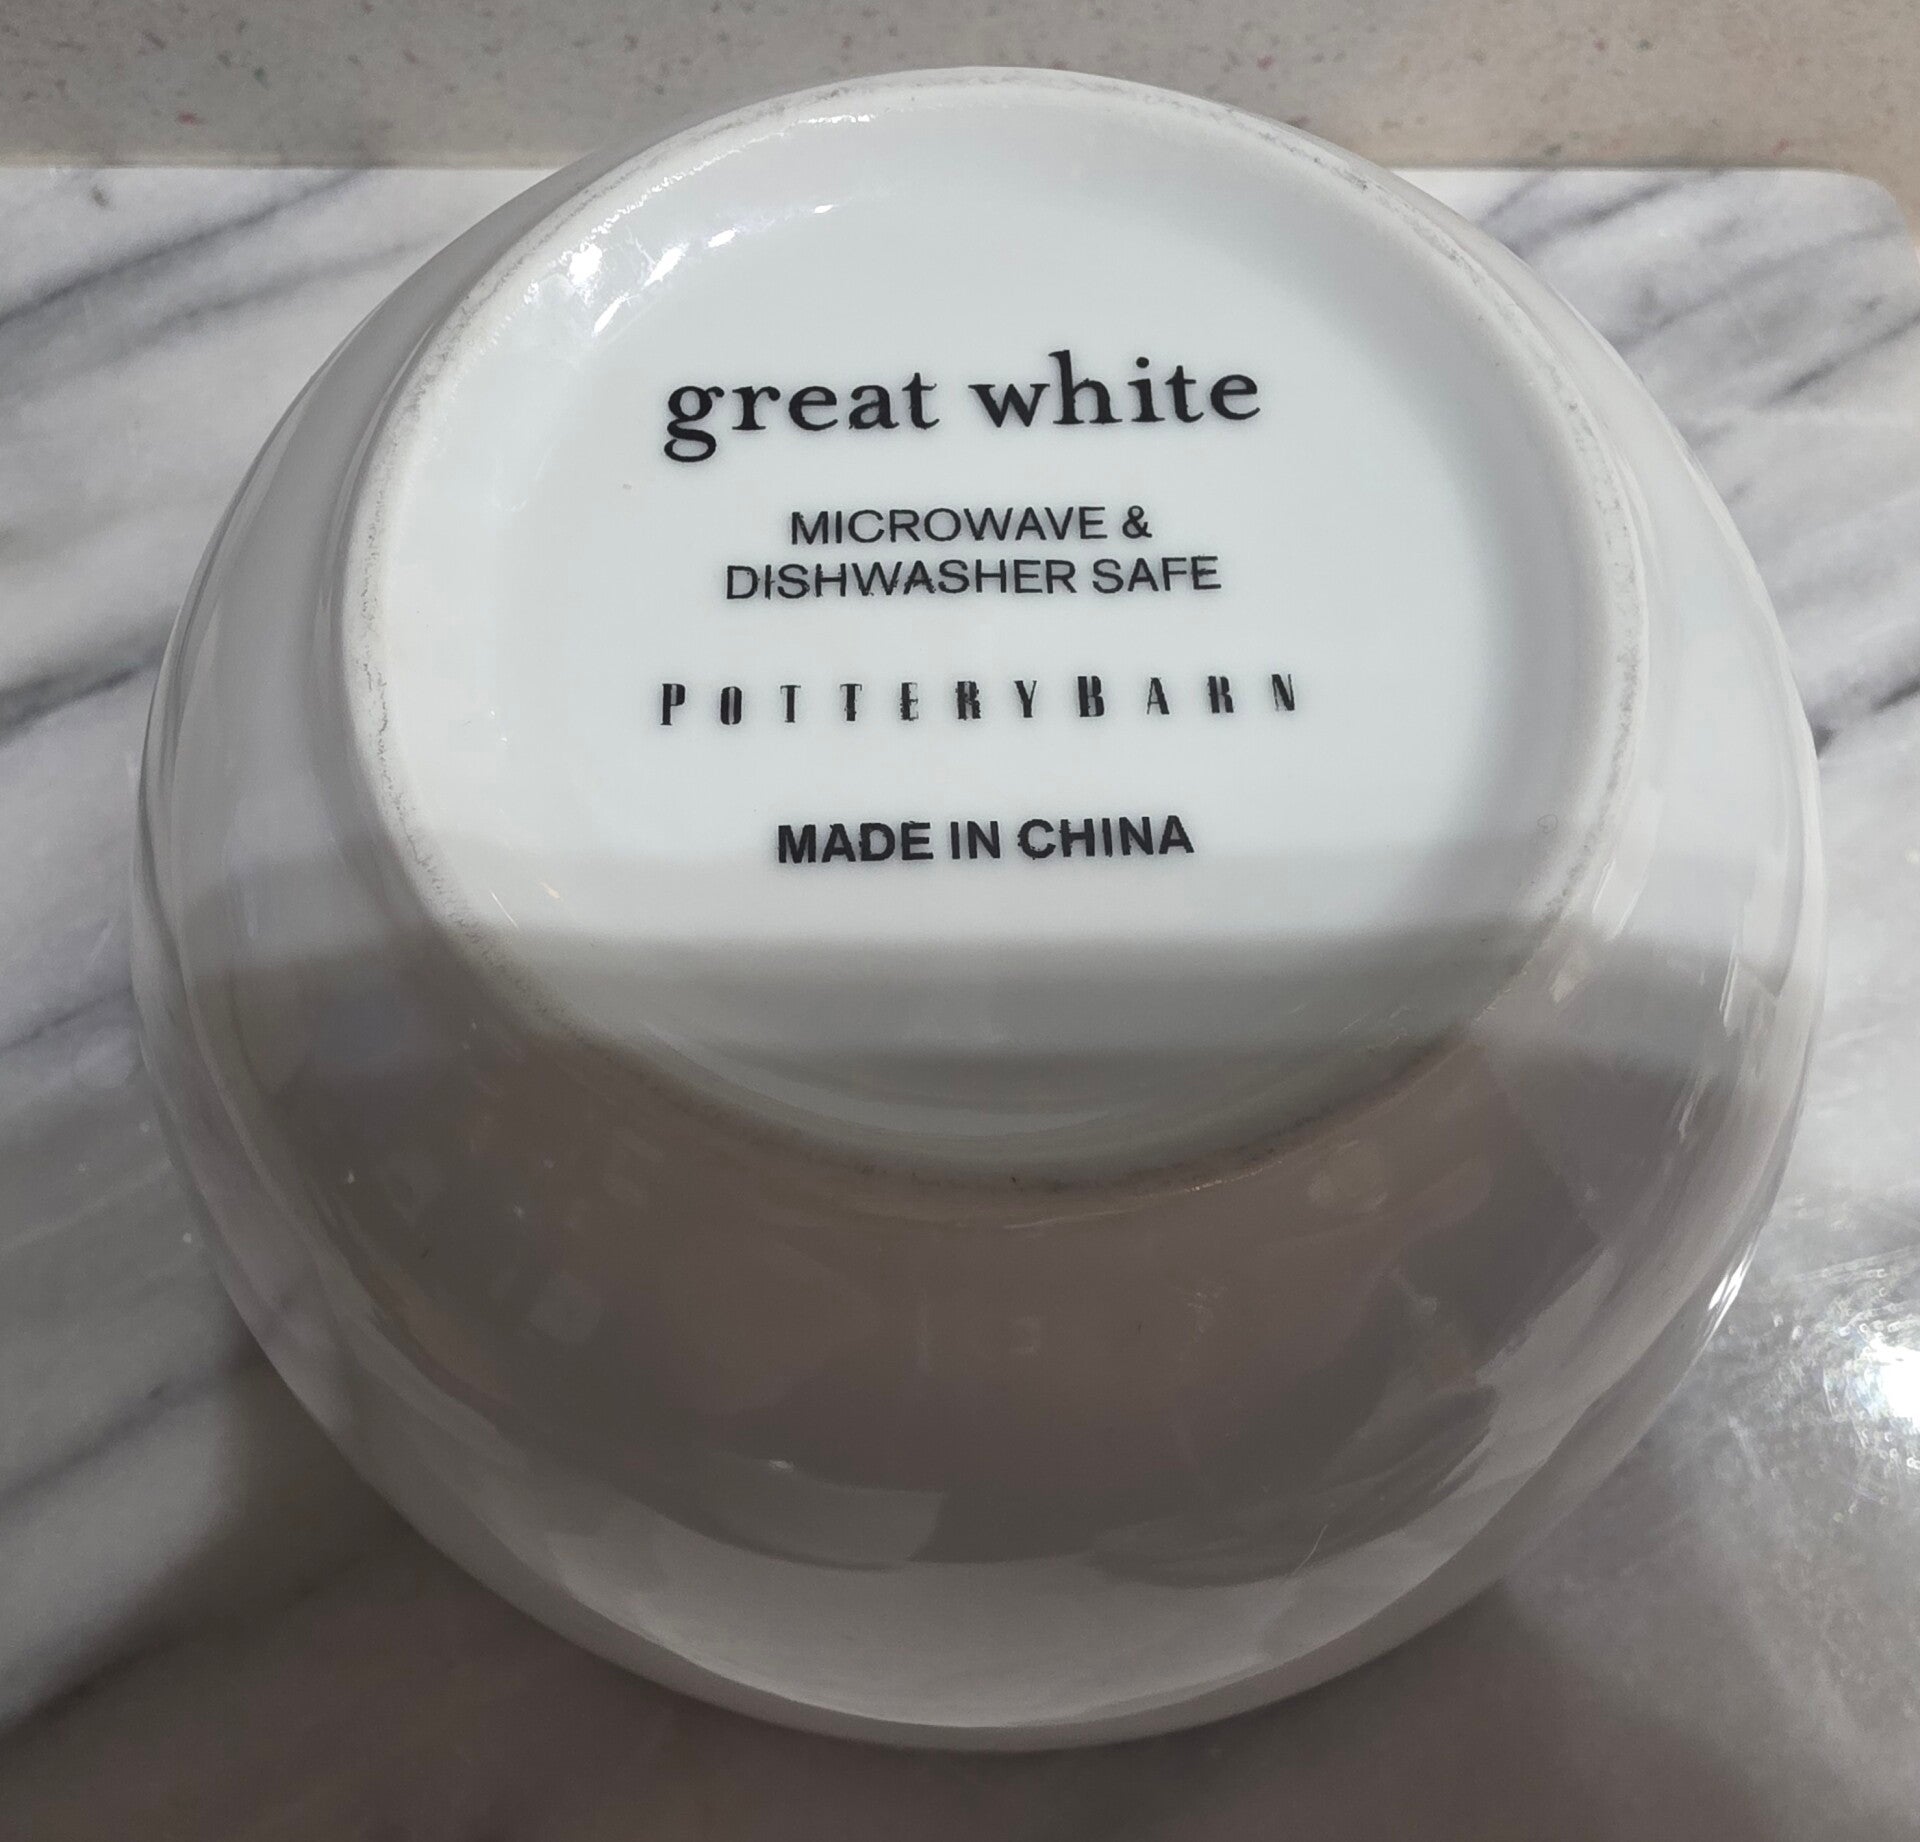 great white
MICROWAVE &
DISHWASHER SAFE
POTTERYBARN
MADE IN CHINA